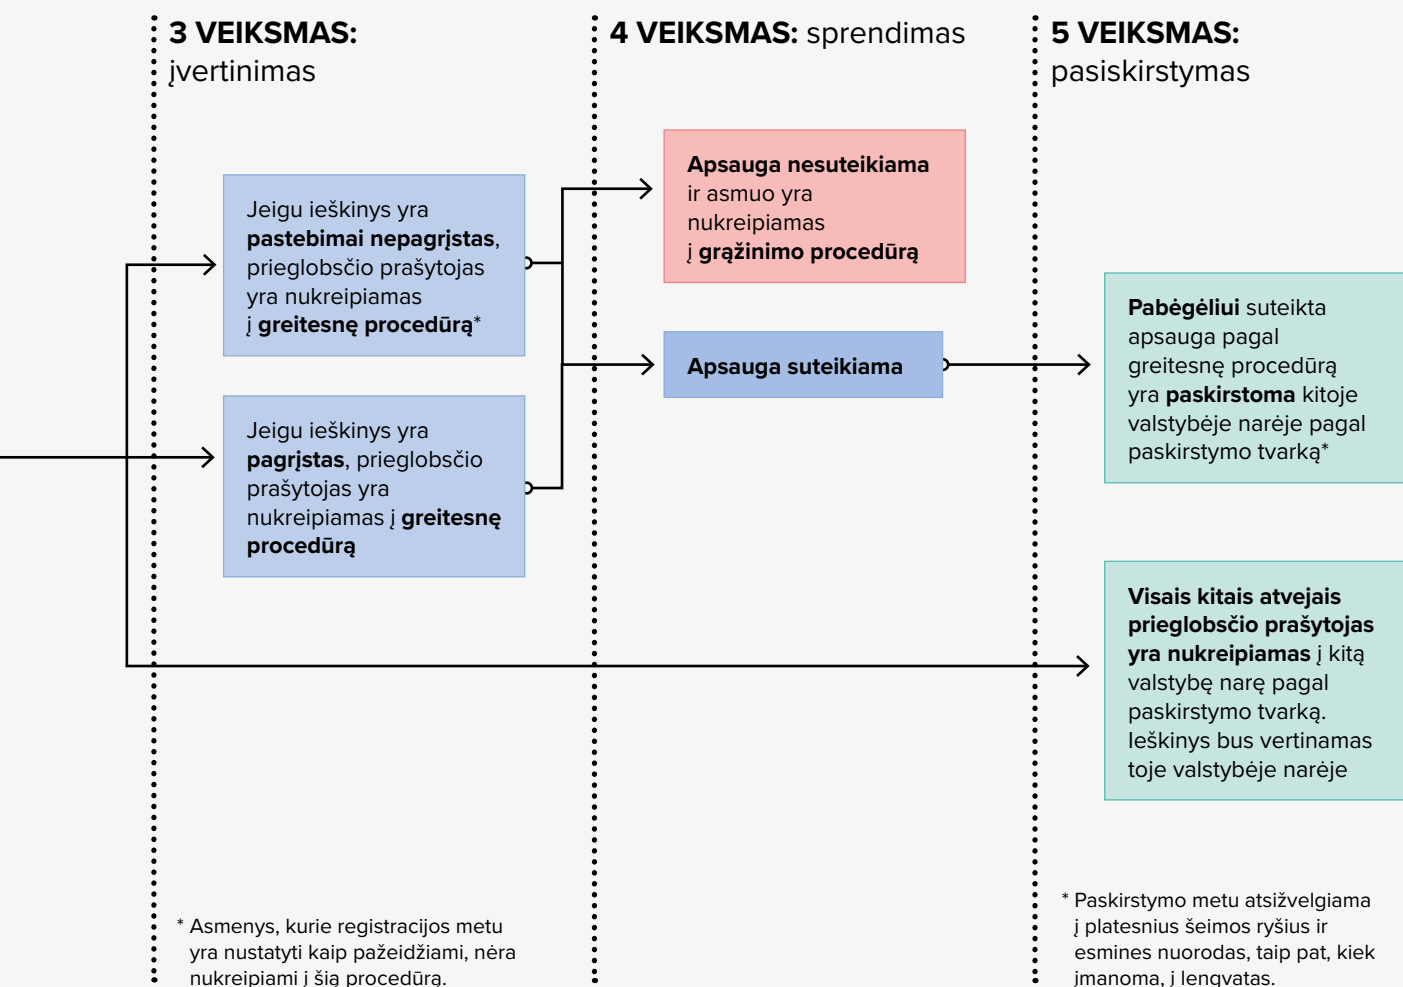 3 VEIKSMAS:
įvertinimas
Jeigu ieškinys yra
pastebimai nepagrįstas,
prieglobsčio prašytojas
yra nukreipiamas
į greitesnę procedūrą*
Jeigu ieškinys yra
pagrįstas, prieglobsčio
prašytojas yra
nukreipiamas į greitesnę
procedūrą
* Asmenys, kurie registracijos metu
yra nustatyti kaip pažeidžiami, nėra
nukreipiami į šią procedūrą.
4 VEIKSMAS: sprendimas
Apsauga nesuteikiama
ir asmuo yra
nukreipiamas
į grąžinimo procedūrą
Apsauga suteikiama
5 VEIKSMAS:
pasiskirstymas
Pabėgėliui suteikta
apsauga pagal
greitesnę procedūrą
yra paskirstoma kitoje
valstybėje narėje pagal
paskirstymo tvarką*
Visais kitais atvejais
prieglobsčio prašytojas
yra nukreipiamas į kitą
valstybę narę pagal
paskirstymo tvarką.
Ieškinys bus vertinamas
toje valstybėje narėje
* Paskirstymo metu atsižvelgiama
į platesnius šeimos ryšius ir
esmines nuorodas, taip pat, kiek
įmanoma, į lengvatas.